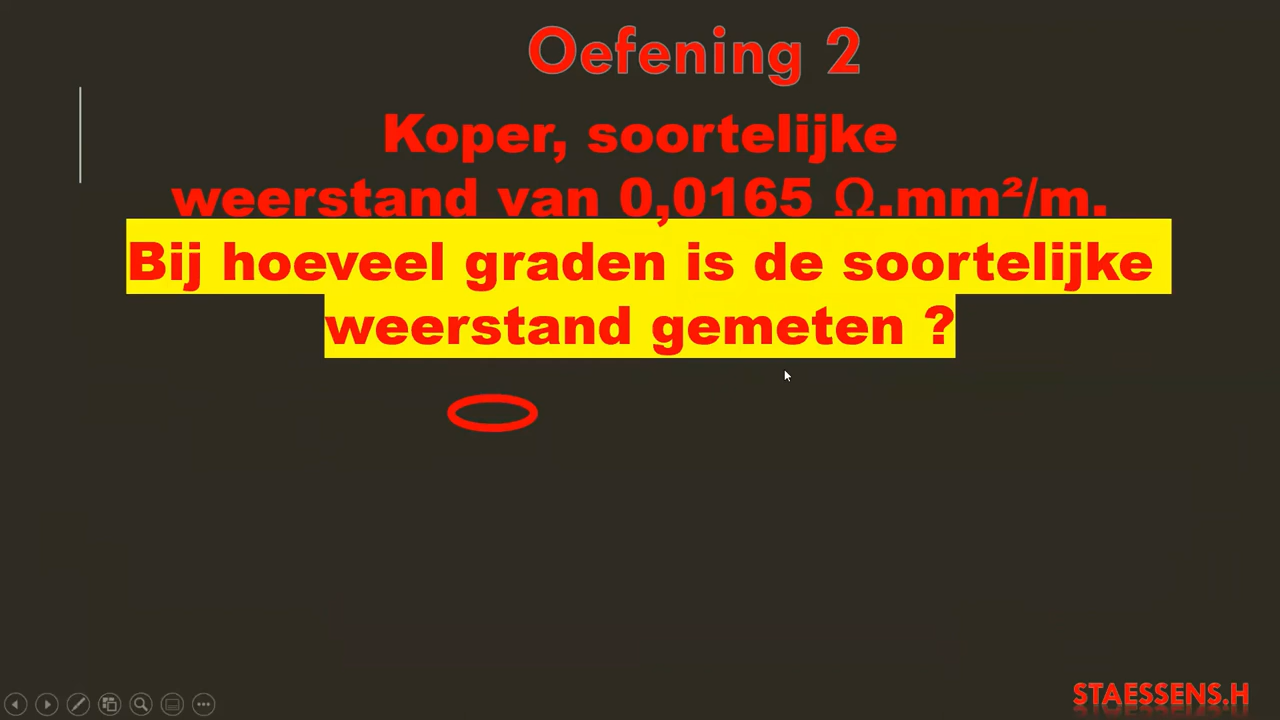 Oefening 2
Koper, soortelijke
weerstand van 0,0165 Ω.mm²/m.
Bij hoeveel graden is de soortelijke
weerstand gemeten ?
STAESSENS.H